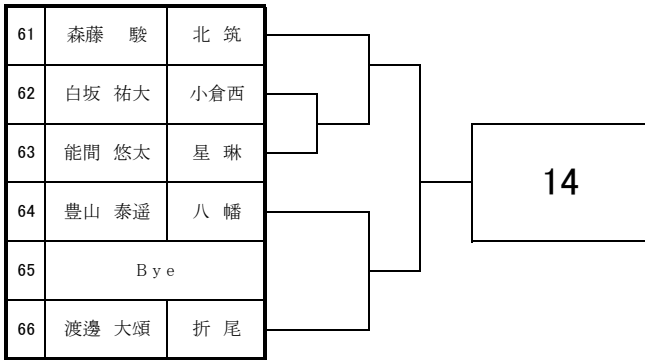 61 森藤　駿 北 筑
62 白坂 祐大 小倉西
63 能間 悠太 星 琳
64 豊山 泰遥 八 幡
65 Bye
66 渡邊 大頌 折 尾
14